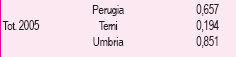 Perugia 0,657
Tot. 2005 Terni 0,194
Umbria 0,851